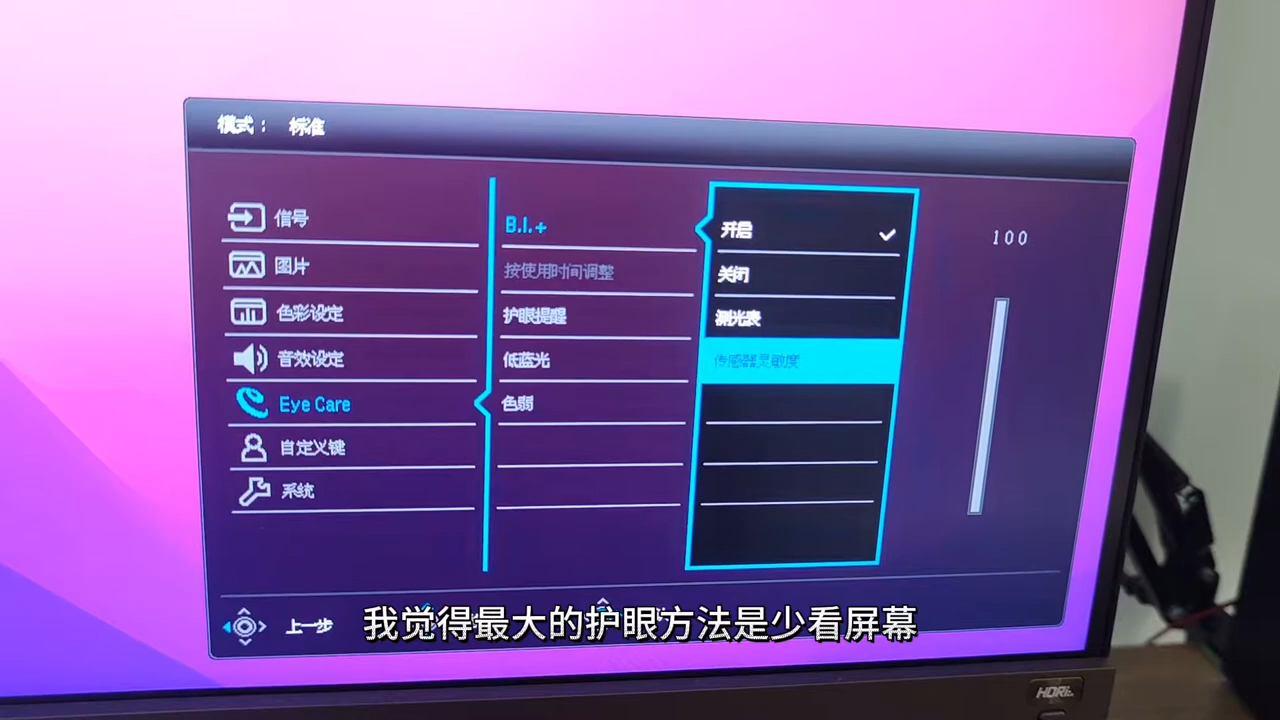 模式： 标准
信号
图片
色彩设定
音效设定
Eye Care
自定义键
系统
B.I.+
按使用时间调整
护眼提醒
低蓝光
色弱
开启
关闭
测光表
传感器灵敏度
100
上一步
我觉得最大的护眼方法是少看屏幕